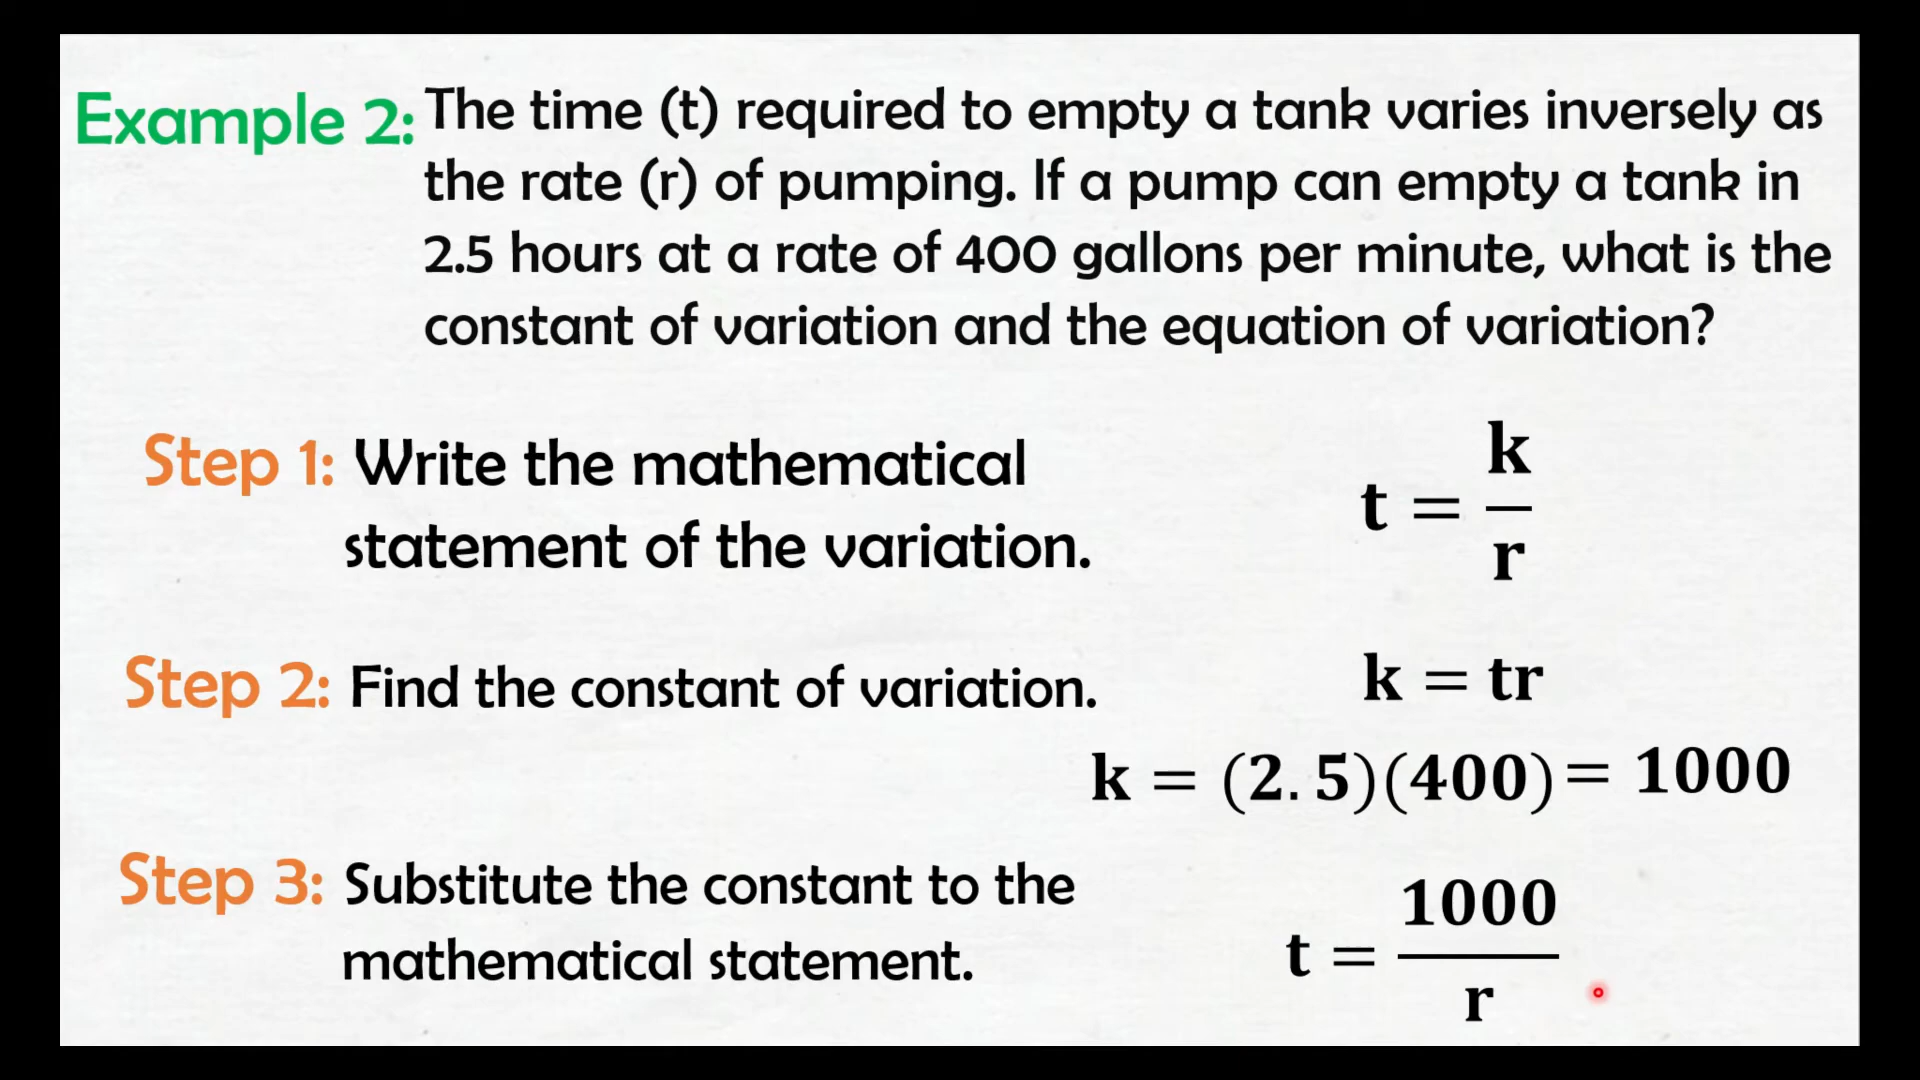 Example 2: The time (t) required to empty a tank varies inversely as
the rate (r) of pumping. If a pump can empty a tank in
2.5 hours at a rate of 400 gallons per minute, what is the
constant of variation and the equation of variation?
Step 1: Write the mathematical
statement of the variation.
t = k/r
Step 2: Find the constant of variation.
k = tr
k = (2.5)(400) = 1000
Step 3: Substitute the constant to the
mathematical statement.
t = 1000/r